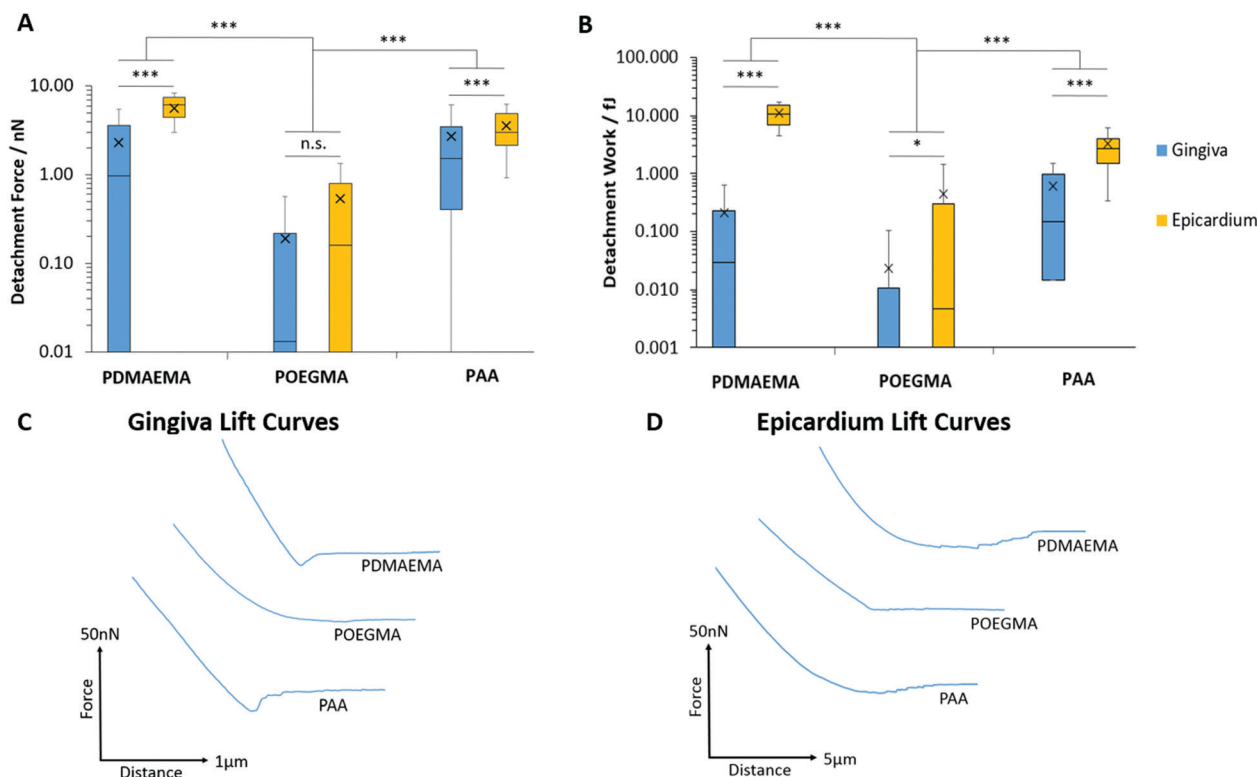 A
B
***
***
***
***
***
***
***
***
n.s.
*
Detachment Force / nN
10.00
1.00
0.10
0.01
PDMAEMA
POEGMA
PAA
Detachment Work / fJ
100.000
10.000
1.000
0.100
0.010
0.001
PDMAEMA
POEGMA
PAA
Gingiva
Epicardium
C
Gingiva Lift Curves
PDMAEMA
POEGMA
PAA
50nN
Force
Distance
1μm
D
Epicardium Lift Curves
PDMAEMA
POEGMA
PAA
50nN
Force
Distance
5μm